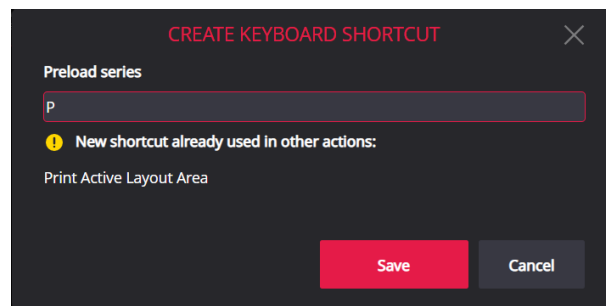 CREATE KEYBOARD SHORTCUT
Preload series
P
New shortcut already used in other actions:
Print Active Layout Area
Save Cancel